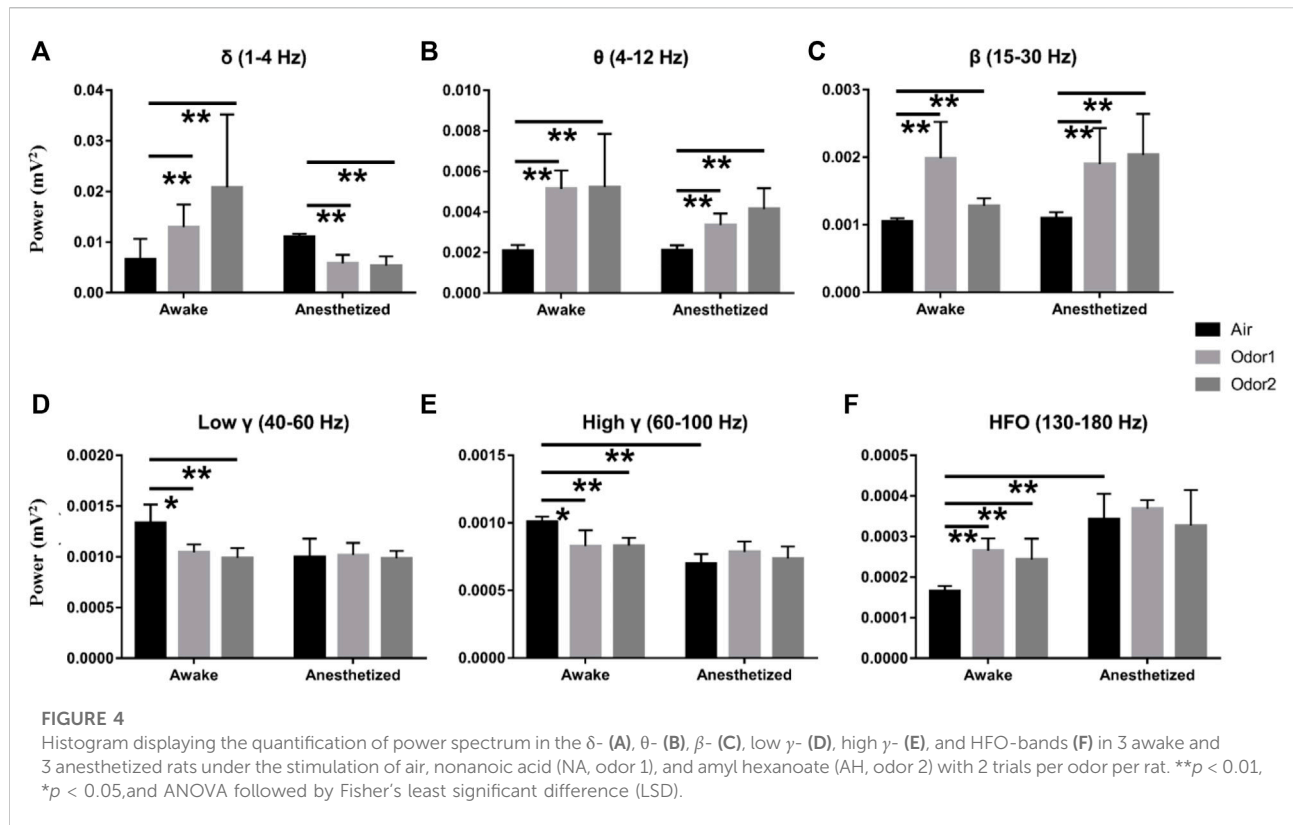 A
δ (1-4 Hz)
Power (mV²)
0.04
0.03
0.02
0.01
0.00
**
**
**
**
Awake
Anesthetized
B
θ (4-12 Hz)
0.010
0.008
0.006
0.004
0.002
0.000
**
**
**
**
Awake
Anesthetized
C
β (15-30 Hz)
0.003
0.002
0.001
0.000
**
**
**
**
Awake
Anesthetized
Air
Odor1
Odor2
D
Low γ (40-60 Hz)
Power (mV²)
0.0020
0.0015
0.0010
0.0005
0.0000
**
*
Awake
Anesthetized
E
High γ (60-100 Hz)
0.0015
0.0010
0.0005
0.0000
**
**
*
Awake
Anesthetized
F
HFO (130-180 Hz)
0.0005
0.0004
0.0003
0.0002
0.0001
0.0000
**
**
**
Awake
Anesthetized
FIGURE 4
Histogram displaying the quantification of power spectrum in the δ- (A), θ- (B), β- (C), low γ- (D), high γ- (E), and HFO-bands (F) in 3 awake and
3 anesthetized rats under the stimulation of air, nonanoic acid (NA, odor 1), and amyl hexanoate (AH, odor 2) with 2 trials per odor per rat. **p < 0.01,
*p < 0.05,and ANOVA followed by Fisher's least significant difference (LSD).